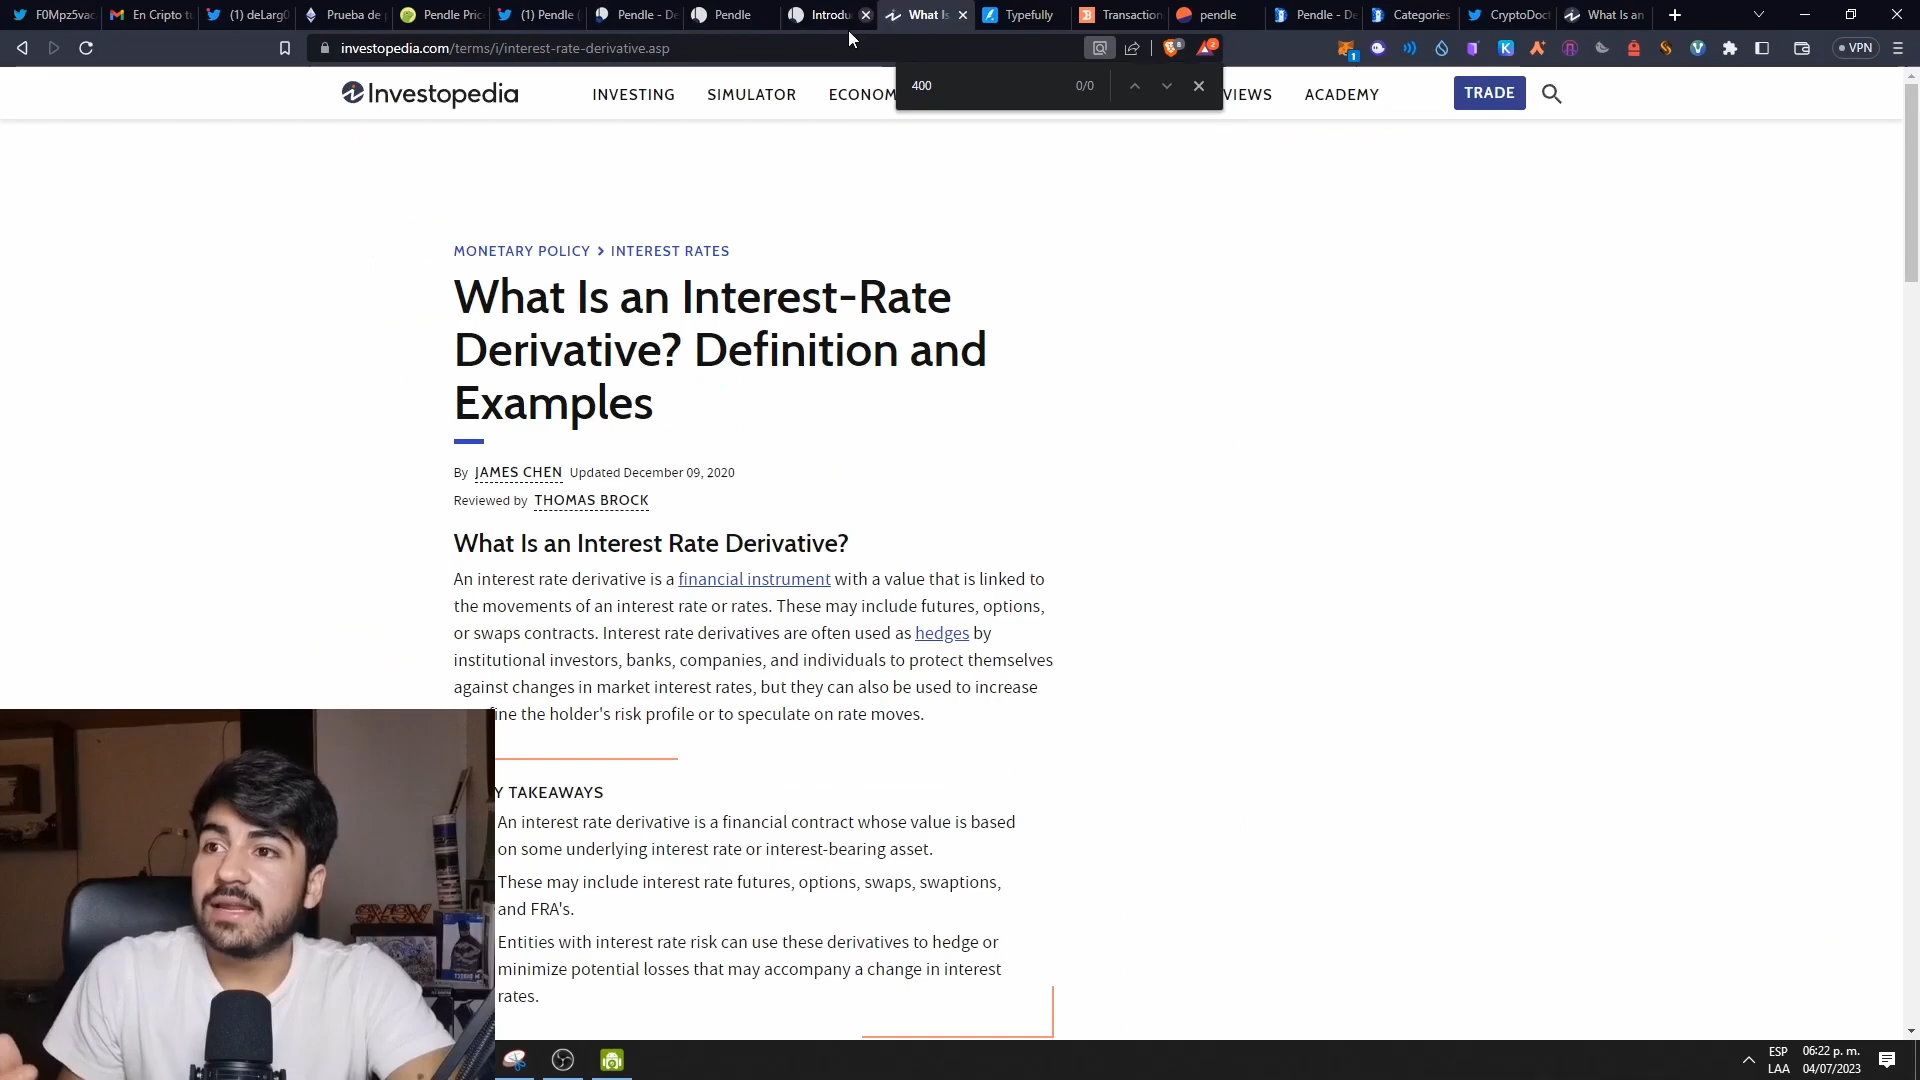 F0Mpz5vac
En Cripto t
(1) deLarg0
Prueba de
Pendle Pric
(1) Pendle (
Pendle - De
Pendle
Introdu
What Is
Typefully
Transaction
pendle
Pendle - De
Categories
CryptoDoc
What Is an
investopedia.com/terms/i/interest-rate-derivative.asp
8
2
1
VPN
400
0/0
Investopedia
INVESTING
SIMULATOR
ECONOM
VIEWS
ACADEMY
TRADE
MONETARY POLICY > INTEREST RATES
What Is an Interest-Rate
Derivative? Definition and
Examples
By JAMES CHEN Updated December 09, 2020
Reviewed by THOMAS BROCK
What Is an Interest Rate Derivative?
An interest rate derivative is a financial instrument with a value that is linked to
the movements of an interest rate or rates. These may include futures, options,
or swaps contracts. Interest rate derivatives are often used as hedges by
institutional investors, banks, companies, and individuals to protect themselves
against changes in market interest rates, but they can also be used to increase
ine the holder's risk profile or to speculate on rate moves.
Y TAKEAWAYS
An interest rate derivative is a financial contract whose value is based
on some underlying interest rate or interest-bearing asset.
These may include interest rate futures, options, swaps, swaptions,
and FRA's.
Entities with interest rate risk can use these derivatives to hedge or
minimize potential losses that may accompany a change in interest
rates.
ESP
LAA
06:22 p. m.
04/07/2023